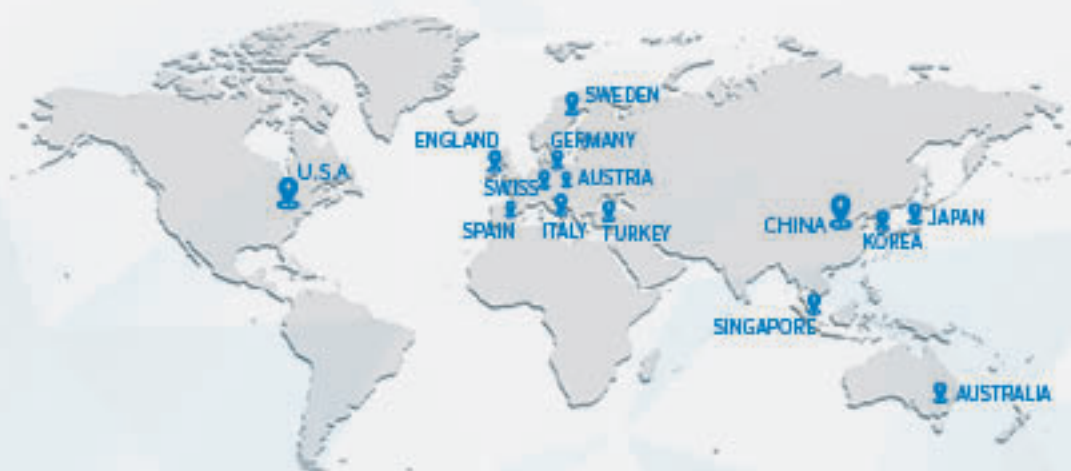 SWEDEN
ENGLAND
GERMANY
U.S.A
SWISS
AUSTRIA
SPAIN
ITALY
TURKEY
CHINA
JAPAN
KOREA
SINGAPORE
AUSTRALIA